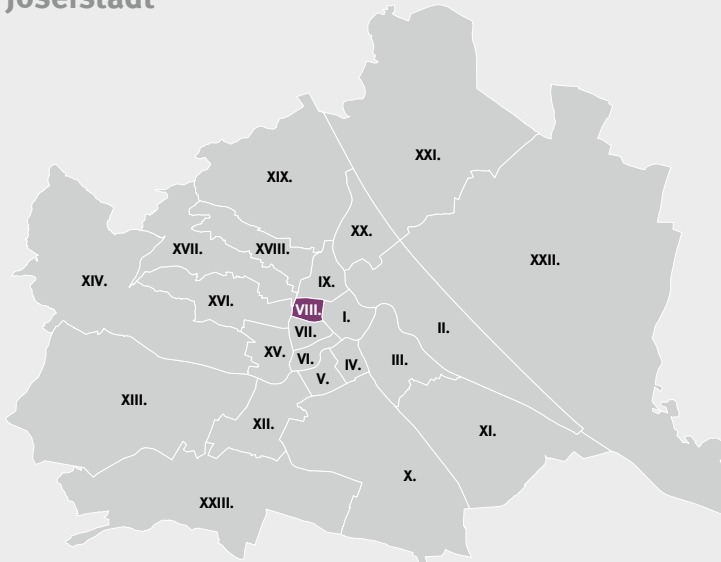 Josefstadt
XXI.
XIX.
XX.
XVII.
XVIII.
XXII.
XIV.
IX.
XVI.
VIII.
I.
II.
VII.
XV.
VI.
IV.
III.
V.
XIII.
XII.
XI.
X.
XXIII.